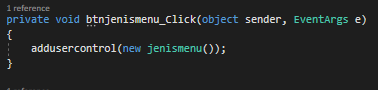 1 reference
private void btnjenismenu_Click(object sender, EventArgs e)
{
    addusercontrol(new jenismenu());
}